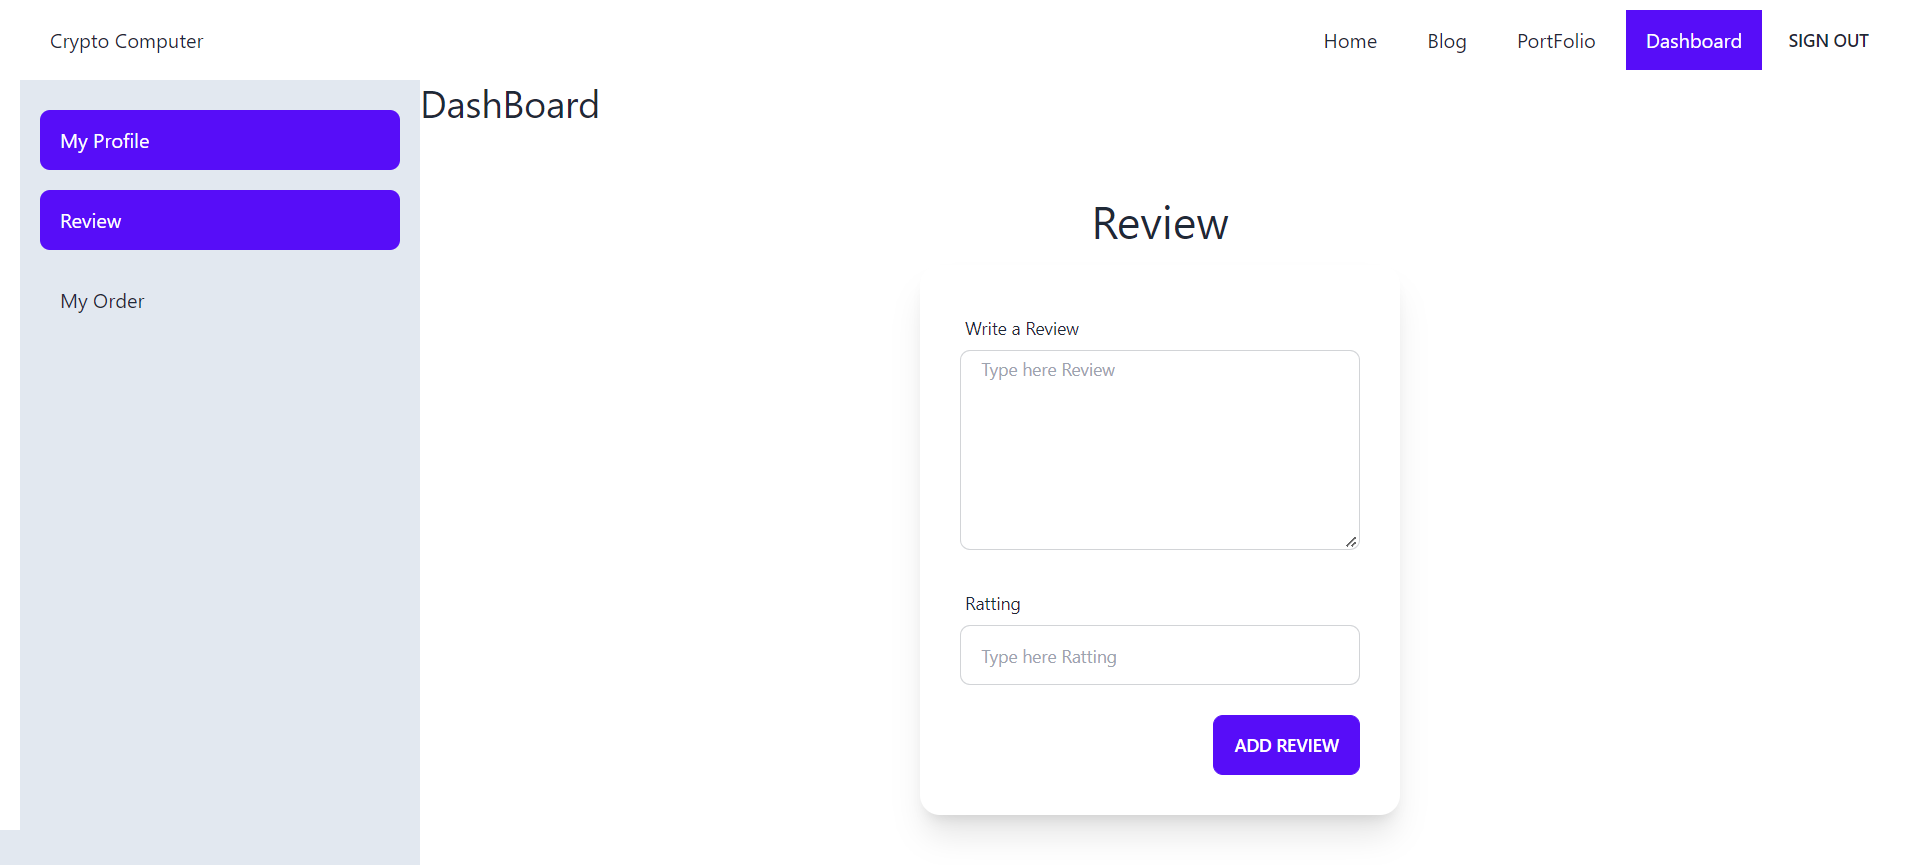 Crypto Computer
Home
Blog
PortFolio
Dashboard
SIGN OUT
My Profile
Review
My Order
DashBoard
Review
Write a Review
Type here Review
Ratting
Type here Ratting
ADD REVIEW